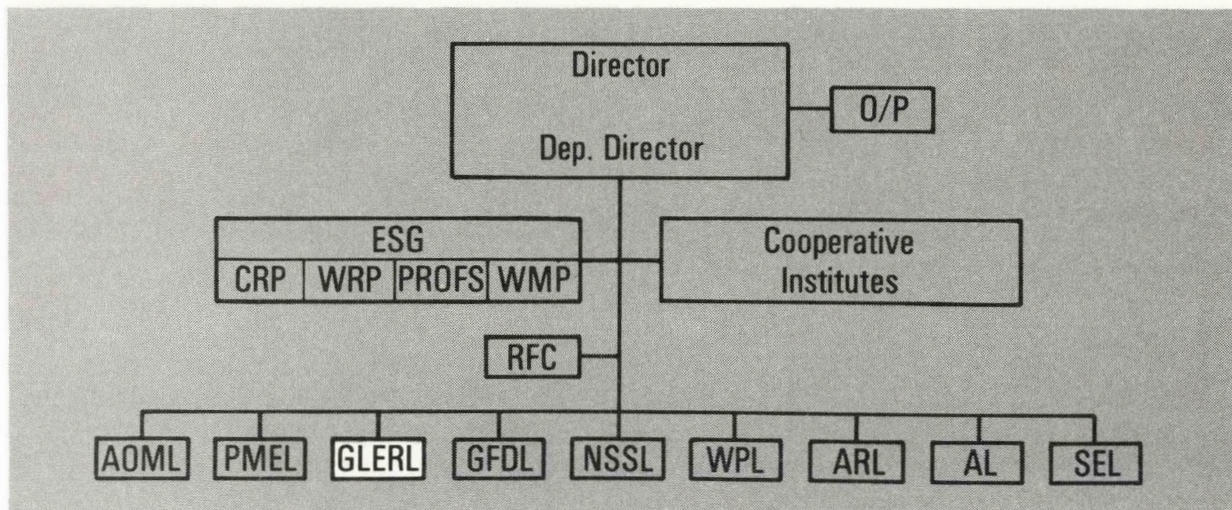 Director
O/P
Dep. Director
ESG
CRP WRP PROFS WMP
Cooperative
Institutes
RFC
AOML PMEL GLERL GFDL NSSL WPL ARL AL SEL